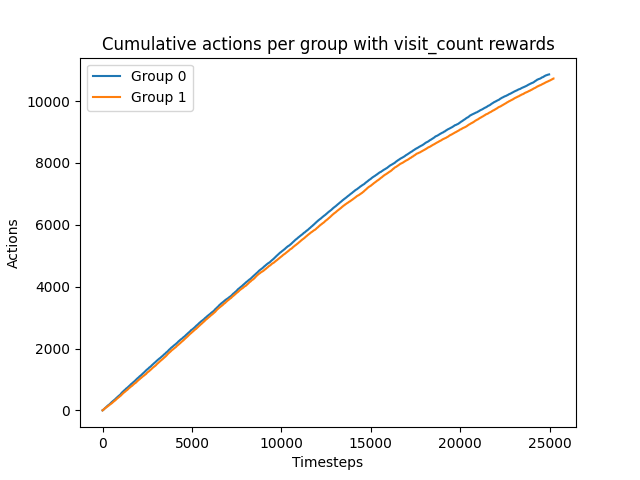 Cumulative actions per group with visit_count rewards
Group 0
Group 1
10000
8000
6000
4000
2000
0
Actions
0 5000 10000 15000 20000 25000
Timesteps